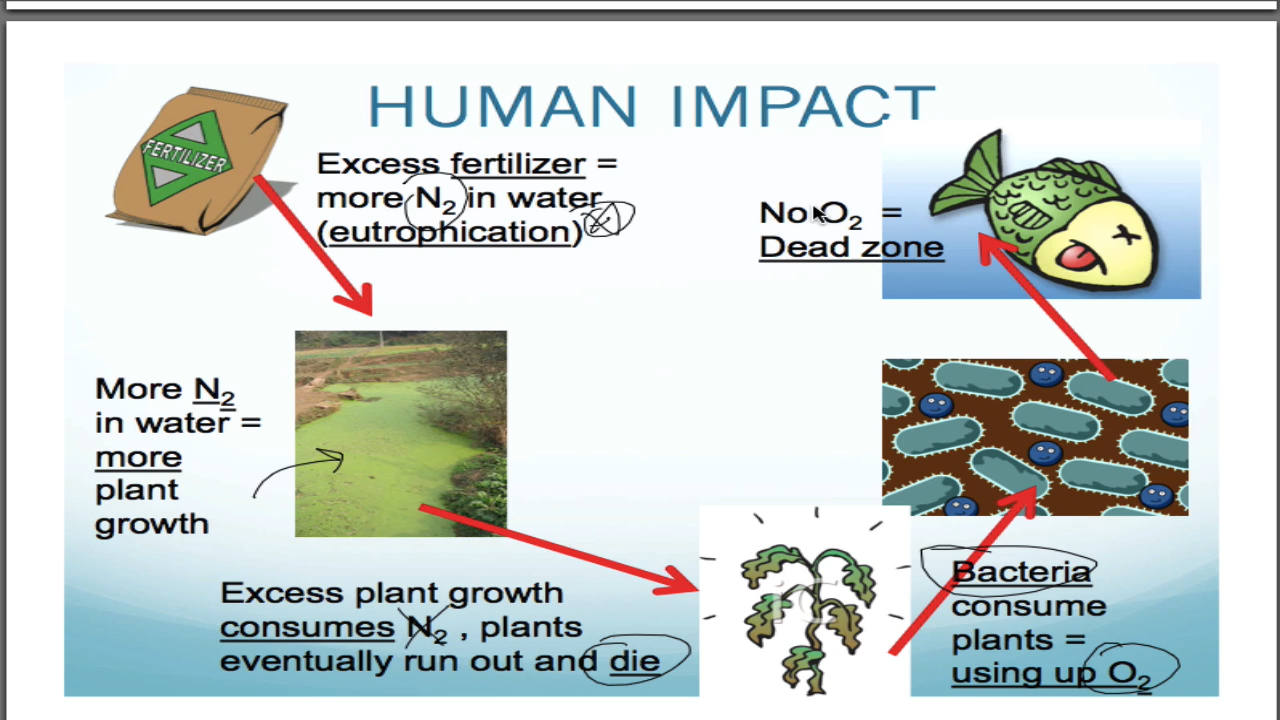 HUMAN IMPACT
FERTILIZER
Excess fertilizer =
more N₂ in water
(eutrophication)
No O₂ =
Dead zone
More N₂
in water =
more
plant
growth
Excess plant growth
consumes N₂ , plants
eventually run out and die
iC
Bacteria
consume
plants =
using up O₂